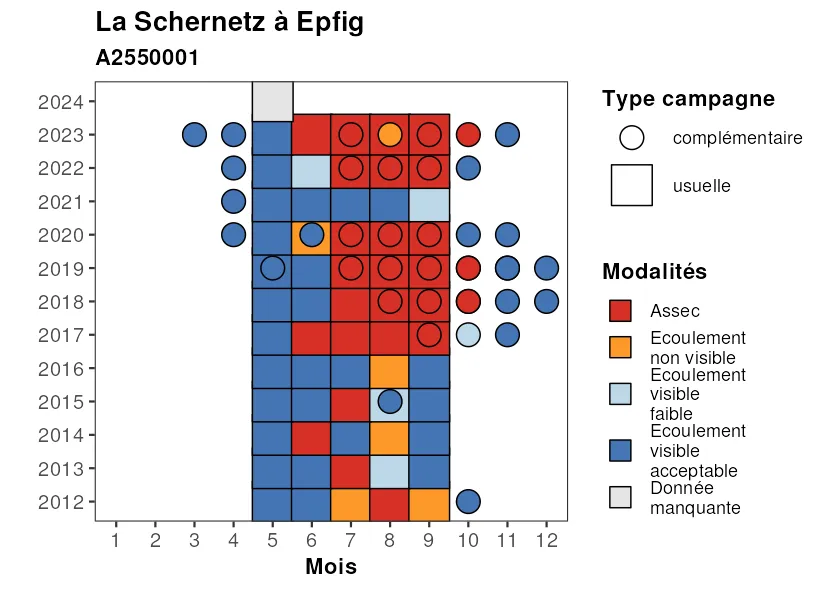 La Schernetz à Epfig
A2550001
2024
2023
2022
2021
2020
2019
2018
2017
2016
2015
2014
2013
2012
1 2 3 4 5 6 7 8 9 10 11 12
Mois
Type campagne
complémentaire
usuelle
Modalités
Assec
Ecoulement
non visible
Ecoulement
visible
faible
Ecoulement
visible
acceptable
Donnée
manquante